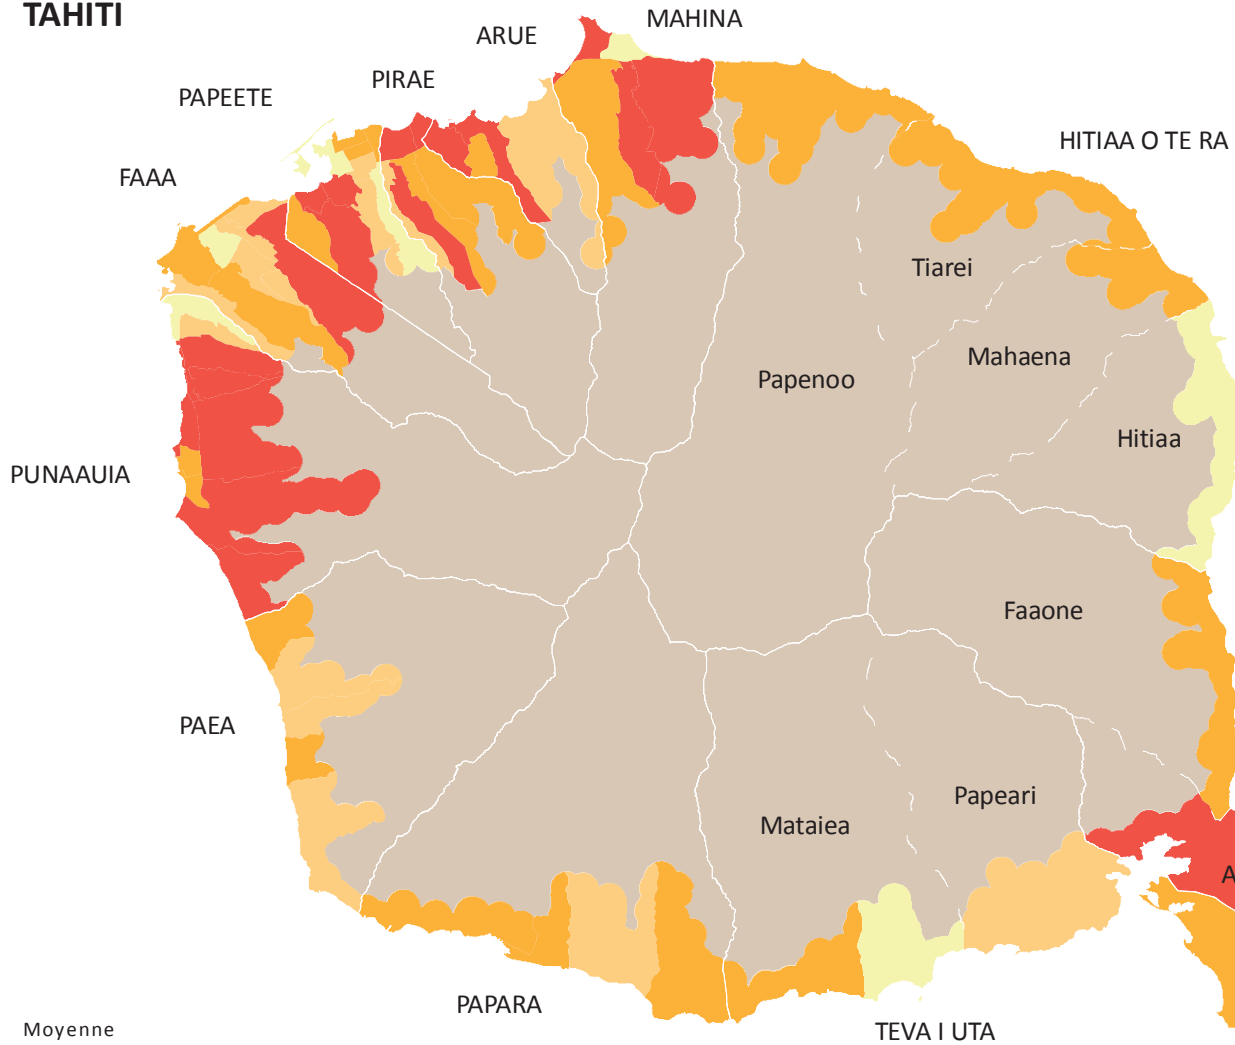 TAHITI
MAHINA
ARUE
PIRAE
PAPEETE
HITIAA O TE RA
FAAA
Tiarei
Mahaena
Papenoo
Hitiaa
PUNAAUIA
Faaone
PAEA
Papeari
Mataiea
A
PAPARA
Moyenne
TEVA I UTA